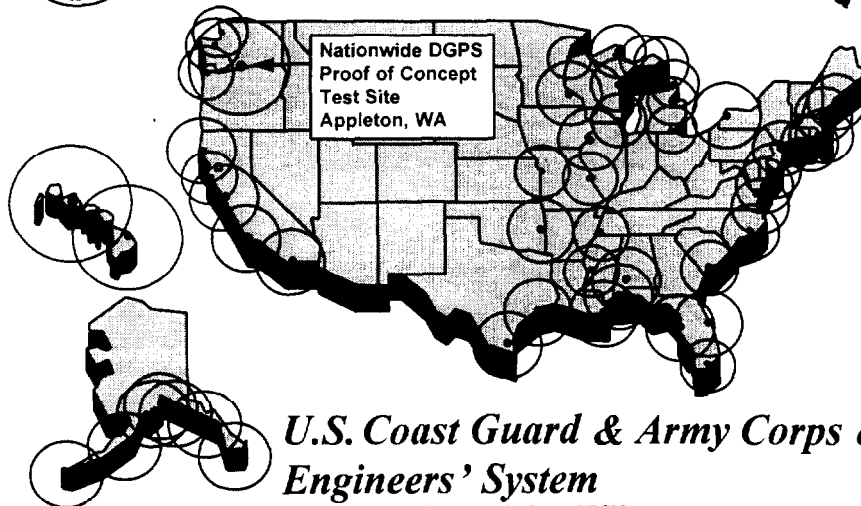 Nationwide DGPS
Proof of Concept
Test Site
Appleton, WA
U.S. Coast Guard & Army Corps
Engineers' System